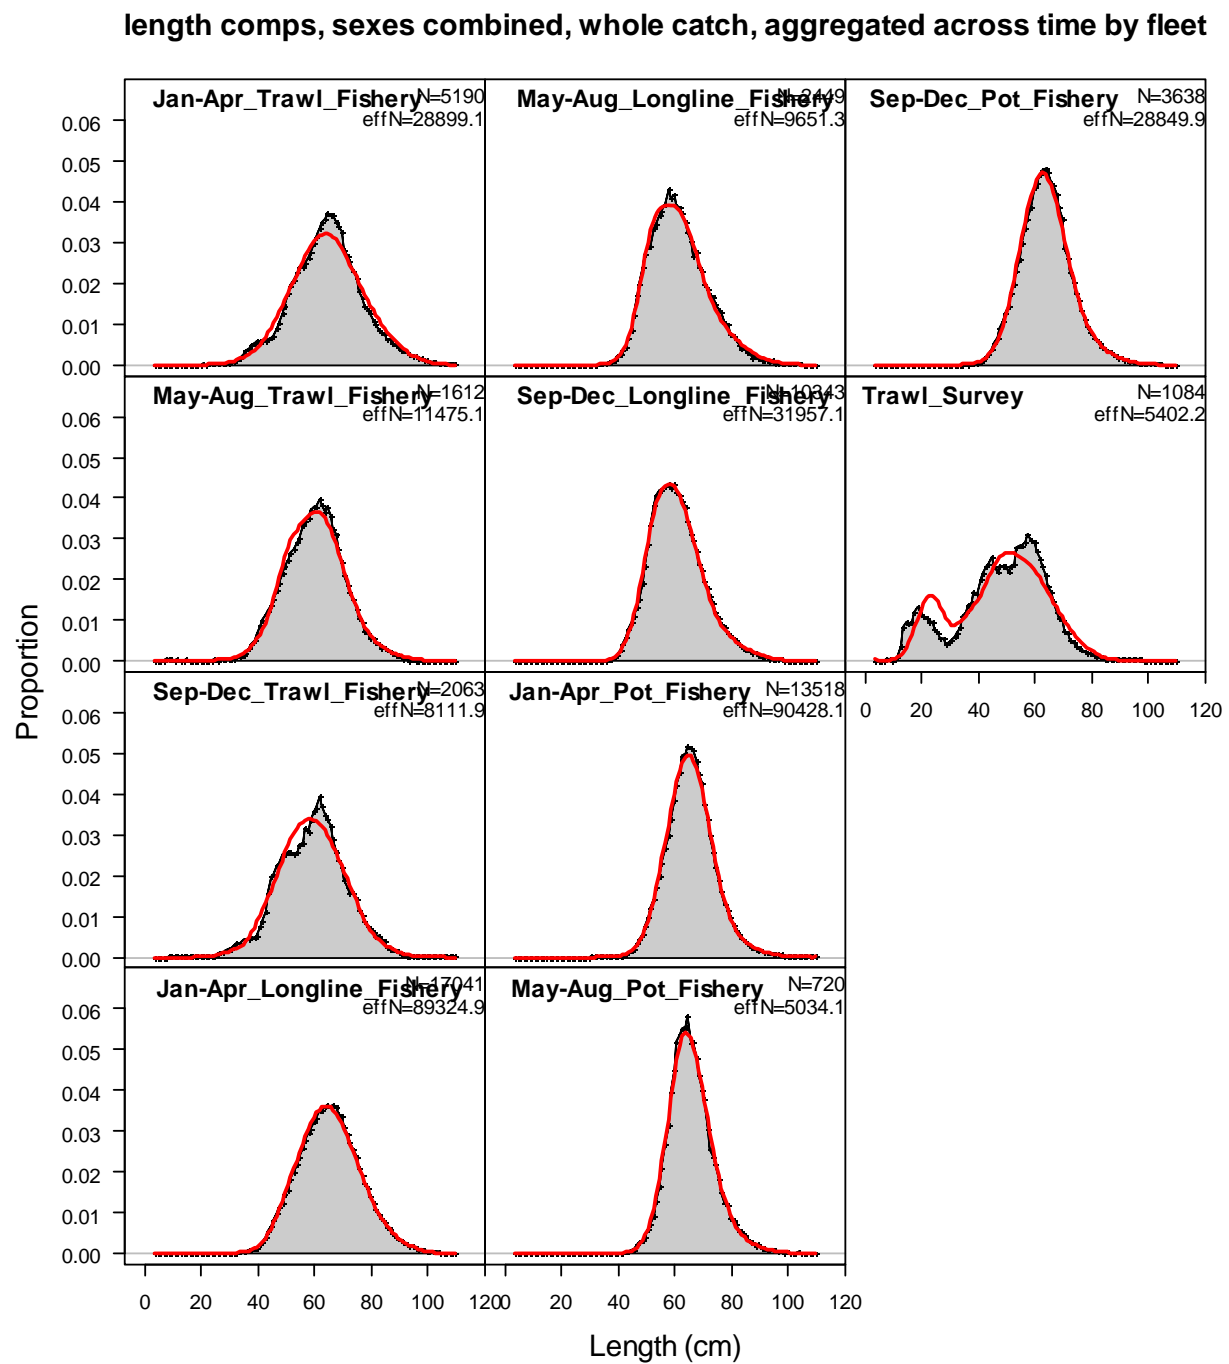 length comps, sexes combined, whole catch, aggregated across time by fleet
Jan-Apr_Trawl_Fishery N=5190
effN=28899.1
May-Aug_Longline_Fishery N=2449
effN=9651.3
Sep-Dec_Pot_Fishery N=3638
effN=28849.9
0.06
0.05
0.04
0.03
0.02
0.01
0.00
May-Aug_Trawl_Fishery N=1612
effN=11475.1
Sep-Dec_Longline_Fishery N=10343
effN=31957.1
Trawl_Survey N=1084
effN=5402.2
0.06
0.05
0.04
0.03
0.02
0.01
0.00
0 20 40 60 80 100 120
Sep-Dec_Trawl_Fishery N=2063
effN=8111.9
Jan-Apr_Pot_Fishery N=13518
effN=90428.1
0.06
0.05
0.04
0.03
0.02
0.01
0.00
Jan-Apr_Longline_Fishery N=17041
effN=89324.9
May-Aug_Pot_Fishery N=720
effN=5034.1
0.06
0.05
0.04
0.03
0.02
0.01
0.00
0 20 40 60 80 100 120
0 20 40 60 80 100 120
Proportion
Length (cm)